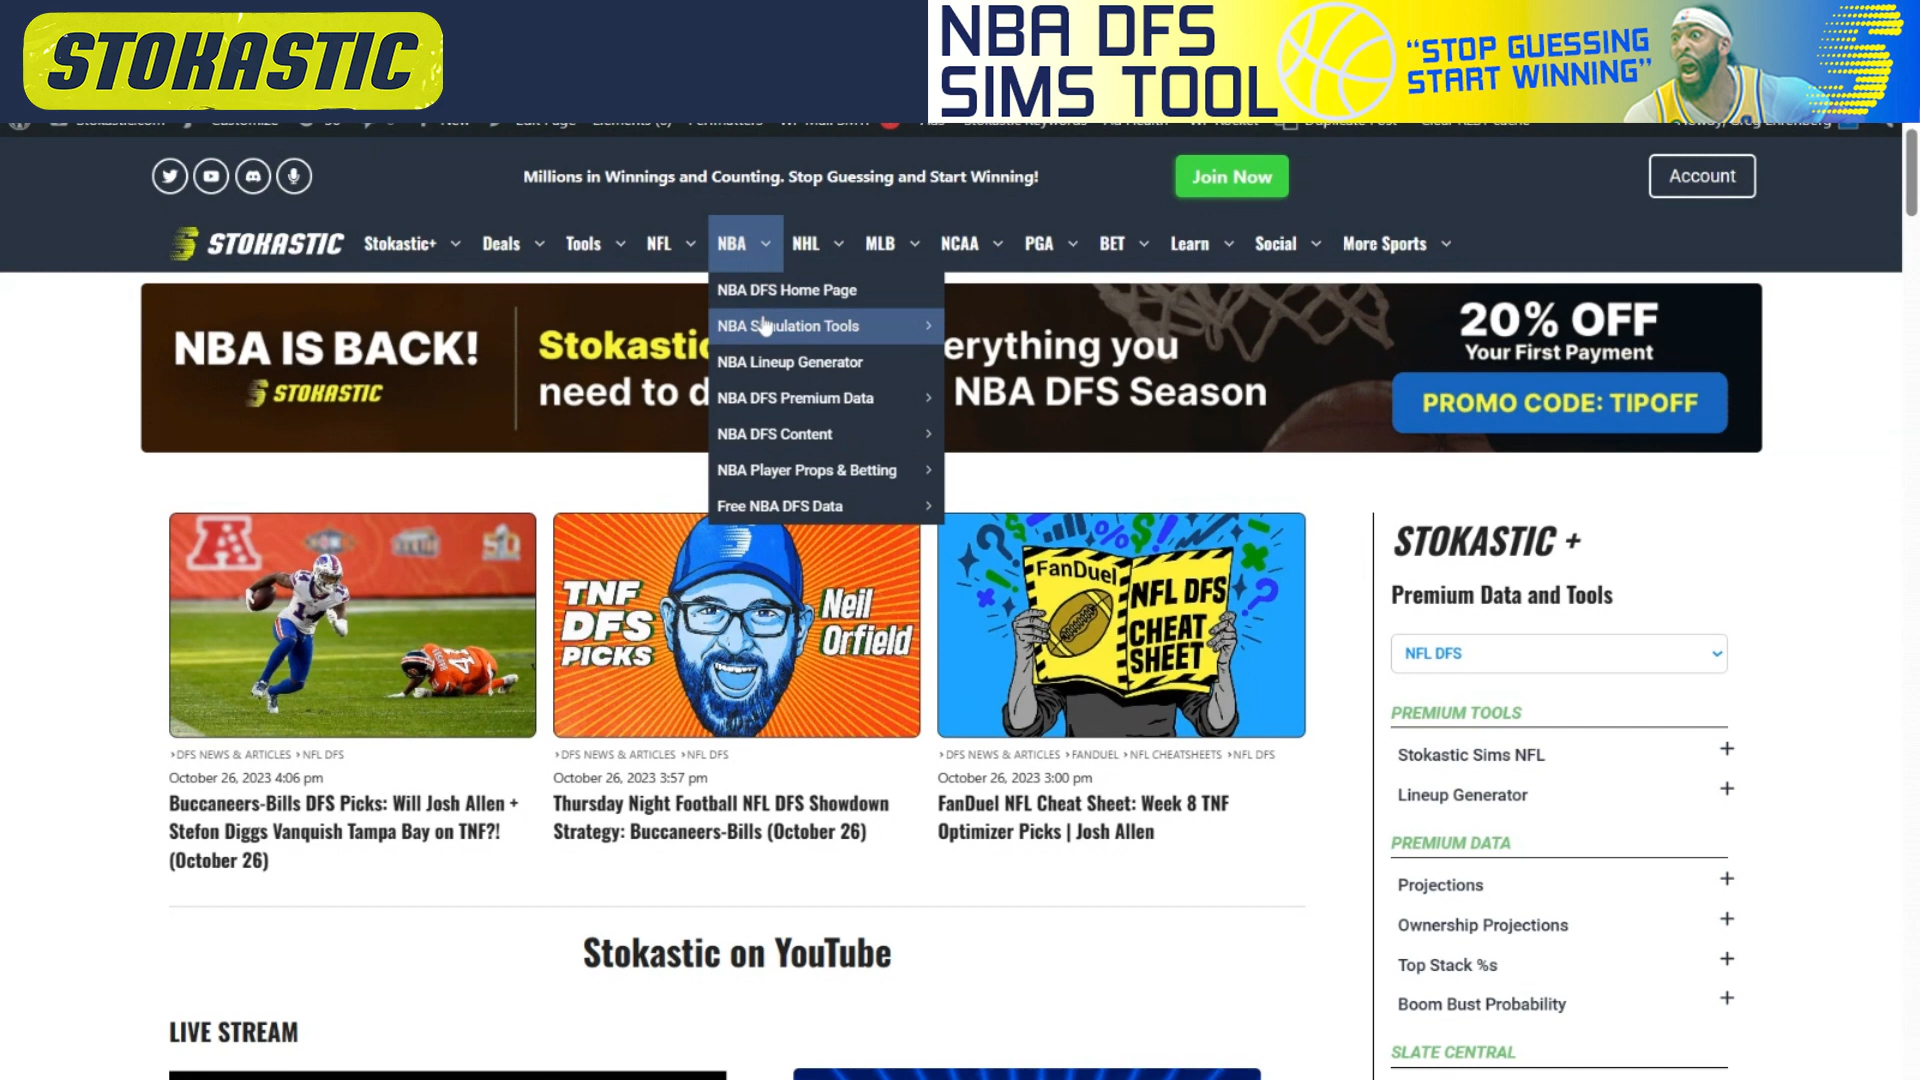 STOKASTIC
NBA DFS
SIMS TOOL
"STOP GUESSING
START WINNING"
Millions in Winnings and Counting. Stop Guessing and Start Winning!
Join Now
Account
STOKASTIC
Stokastic+ Deals Tools NFL NBA NHL MLB NCAA PGA BET Learn Social More Sports
NBA DFS Home Page
NBA Simulation Tools
NBA Lineup Generator
NBA DFS Premium Data
NBA DFS Content
NBA Player Props & Betting
Free NBA DFS Data
NBA IS BACK!
STOKASTIC
Stokastic erything you
need to d NBA DFS Season
20% OFF
Your First Payment
PROMO CODE: TIPOFF
TNF
DFS
PICKS
Neil
Orfield
FanDuel
NFL DFS
CHEAT
SHEET
>DFS NEWS & ARTICLES >NFL DFS
October 26, 2023 4:06 pm
Buccaneers-Bills DFS Picks: Will Josh Allen +
Stefon Diggs Vanquish Tampa Bay on TNF?!
(October 26)
>DFS NEWS & ARTICLES >NFL DFS
October 26, 2023 3:57 pm
Thursday Night Football NFL DFS Showdown
Strategy: Buccaneers-Bills (October 26)
>DFS NEWS & ARTICLES >FANDUEL >NFL CHEATSHEETS >NFL DFS
October 26, 2023 3:00 pm
FanDuel NFL Cheat Sheet: Week 8 TNF
Optimizer Picks | Josh Allen
Stokastic on YouTube
LIVE STREAM
STOKASTIC +
Premium Data and Tools
NFL DFS
PREMIUM TOOLS
Stokastic Sims NFL
Lineup Generator
PREMIUM DATA
Projections
Ownership Projections
Top Stack %s
Boom Bust Probability
SLATE CENTRAL